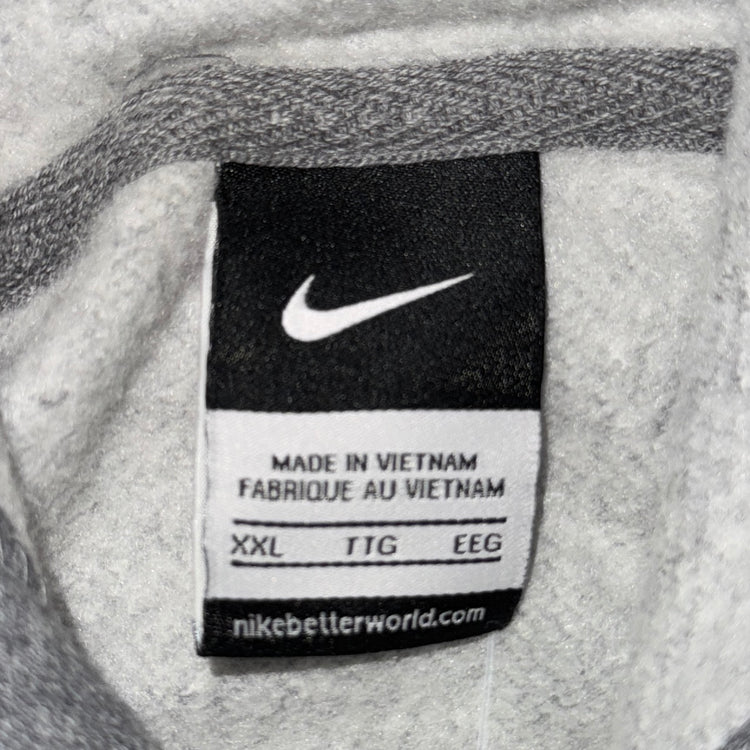 MADE IN VIETNAM
FABRIQUE AU VIETNAM
XXL TTG EEG
nikebetterworld.com